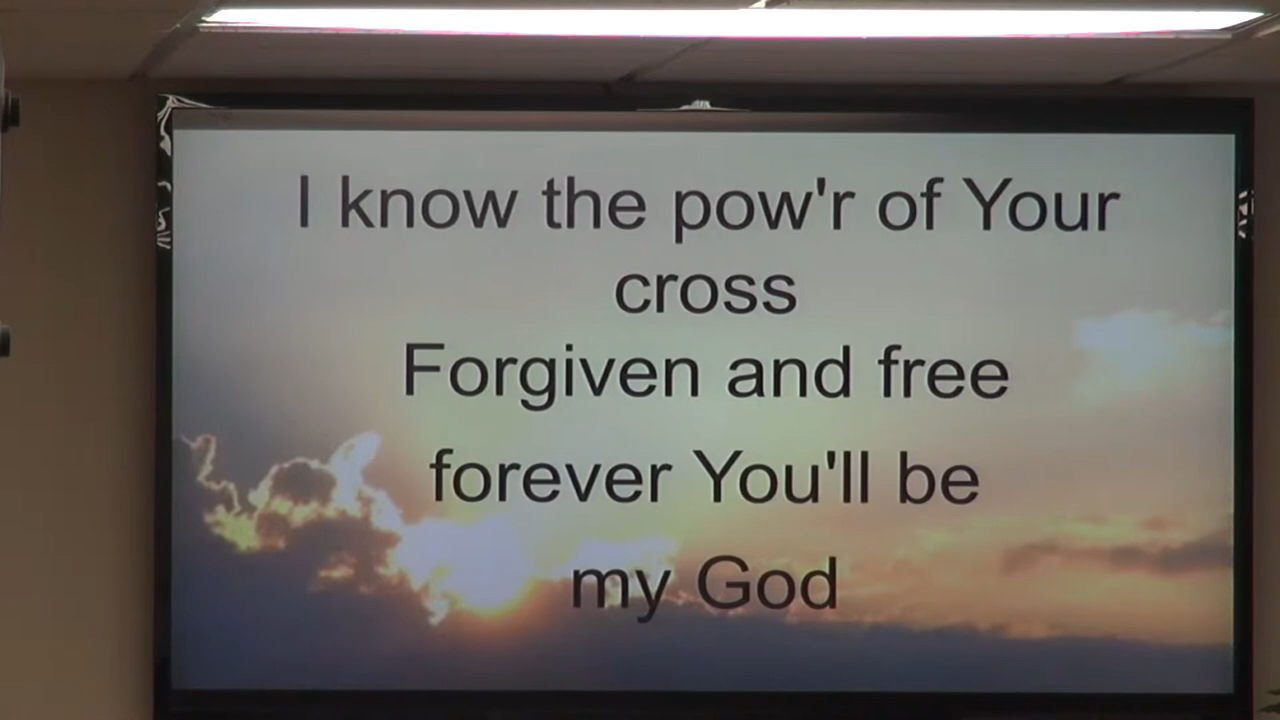 I know the pow'r of Your
cross
Forgiven and free
forever You'll be
my God